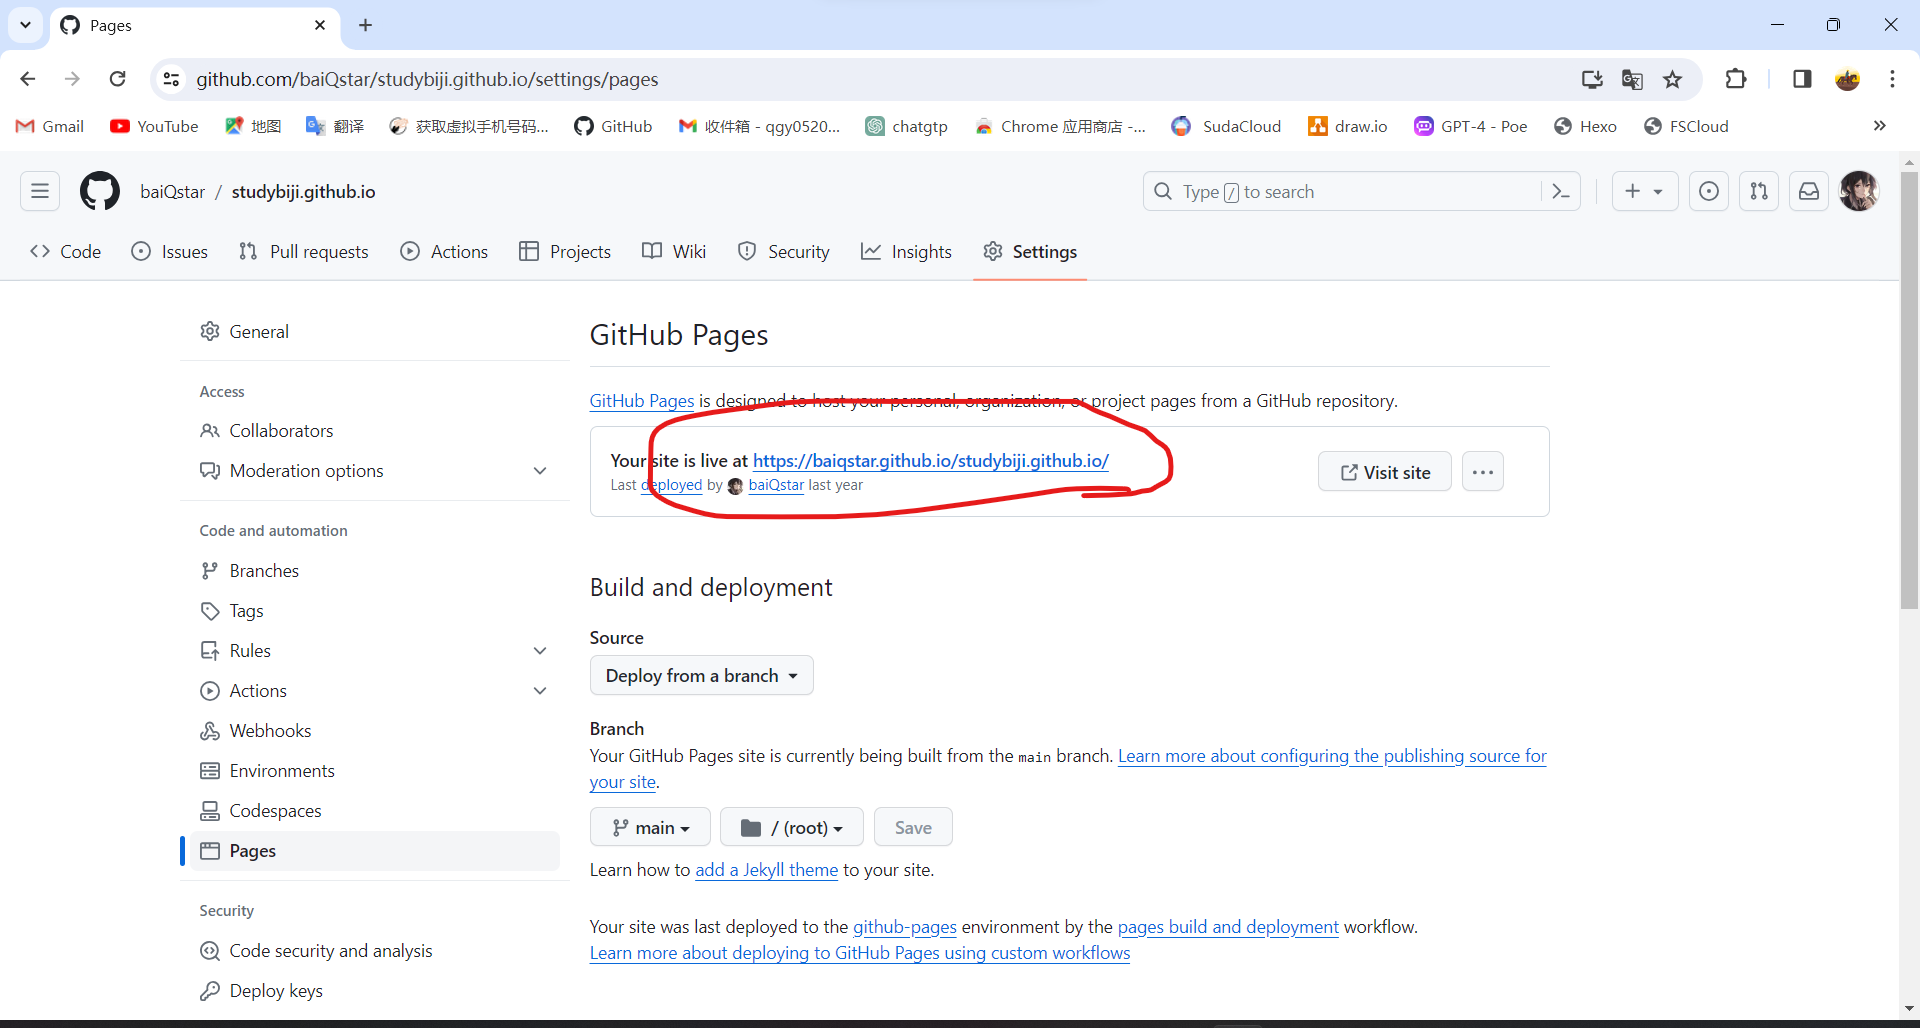 Pages
github.com/baiQstar/studybiji.github.io/settings/pages
Gmail YouTube 地图 翻译 获取虚拟手机号码... GitHub 收件箱 - qgy0520... chatgtp Chrome 应用商店 -... SudaCloud draw.io GPT-4 - Poe Hexo FSCloud
baiQstar / studybiji.github.io
Type / to search
Code Issues Pull requests Actions Projects Wiki Security Insights Settings
General
Access
Collaborators
Moderation options
Code and automation
Branches
Tags
Rules
Actions
Webhooks
Environments
Codespaces
Pages
Security
Code security and analysis
Deploy keys
GitHub Pages
GitHub Pages is designed to host your personal, organization, or project pages from a GitHub repository.
Your site is live at https://baiqstar.github.io/studybiji.github.io/
Last deployed by baiQstar last year
Visit site
Build and deployment
Source
Deploy from a branch
Branch
Your GitHub Pages site is currently being built from the main branch. Learn more about configuring the publishing source for
your site.
main / (root) Save
Learn how to add a Jekyll theme to your site.
Your site was last deployed to the github-pages environment by the pages build and deployment workflow.
Learn more about deploying to GitHub Pages using custom workflows